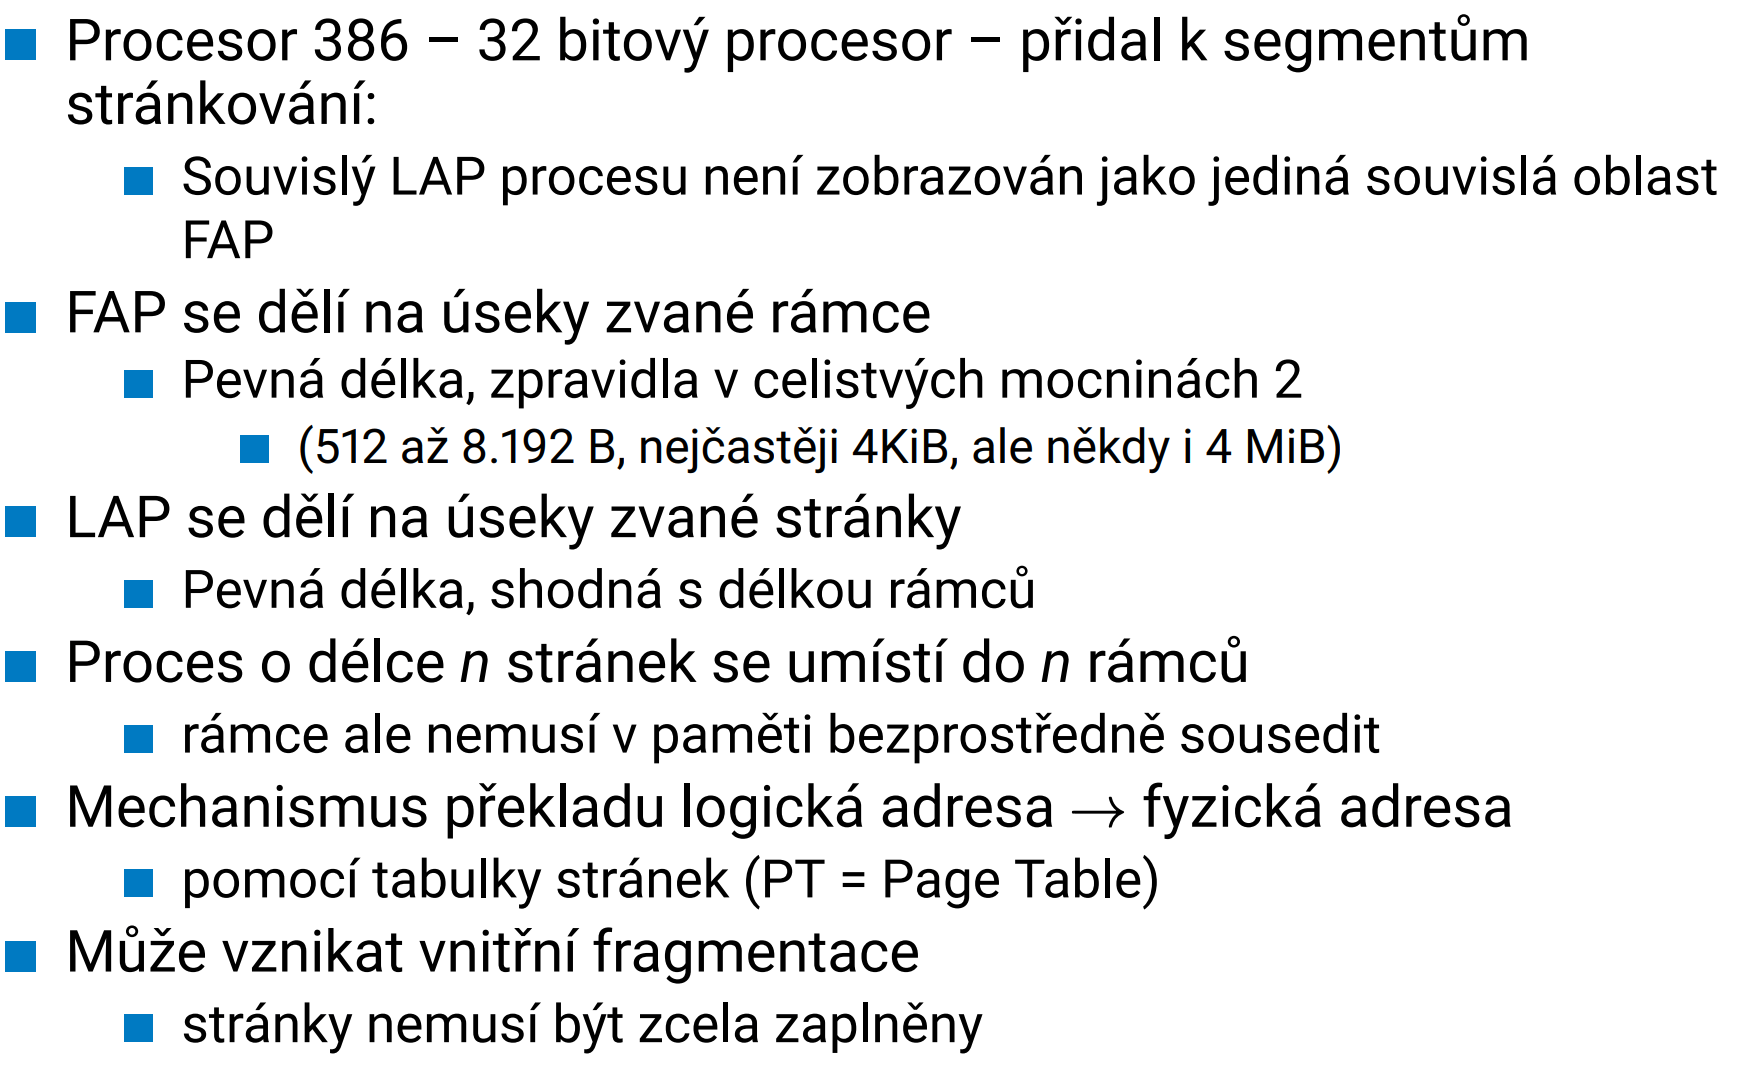 Procesor 386 – 32 bitový procesor – přidal k segmentům
stránkování:
Souvislý LAP procesu není zobrazován jako jediná souvislá oblast
FAP
FAP se dělí na úseky zvané rámce
Pevná délka, zpravidla v celistvých mocninách 2
(512 až 8.192 B, nejčastěji 4KiB, ale někdy i 4 MiB)
LAP se dělí na úseky zvané stránky
Pevná délka, shodná s délkou rámců
Proces o délce n stránek se umístí do n rámců
rámce ale nemusí v paměti bezprostředně sousedit
Mechanismus překladu logická adresa → fyzická adresa
pomocí tabulky stránek (PT = Page Table)
Může vznikat vnitřní fragmentace
stránky nemusí být zcela zaplněny